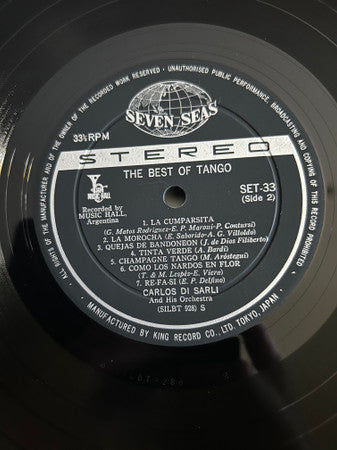 ALL RIGHTS OF THE MANUFACTURER AND OF THE OWNER OF THE RECORDED WORK RESERVED · UNAUTHORISED PUBLIC PERFORMANCE, BROADCASTING AND COPYING OF THIS RECORD PROHIBITED
SEVEN SEAS
33⅓RPM
STEREO
THE BEST OF TANGO
MUSIC HALL
SET-33
(Side 2)
Recorded by
MUSIC HALL,
Argentina
1. LA CUMPARSITA
(G. Matos Rodriguez-E. P. Maroni-P. Contursi)
2. LA MOROCHA (E. Saborido-A. G. Villoldo)
3. QUEJAS DE BANDONEON (J. de Dios Filiberto)
4. TINTA VERDE (A. Bardi)
5. CHAMPAGNE TANGO (M. Aróstegui)
6. COMO LOS NARDOS EN FLOR
(T. & M. Lespés-E. Viera)
7. RE-FA-SI (E. P. Delfino)
CARLOS DI SARLI
And His Orchestra
(SILBT 928) S
MANUFACTURED BY KING RECORD CO., LTD, TOKYO, JAPAN